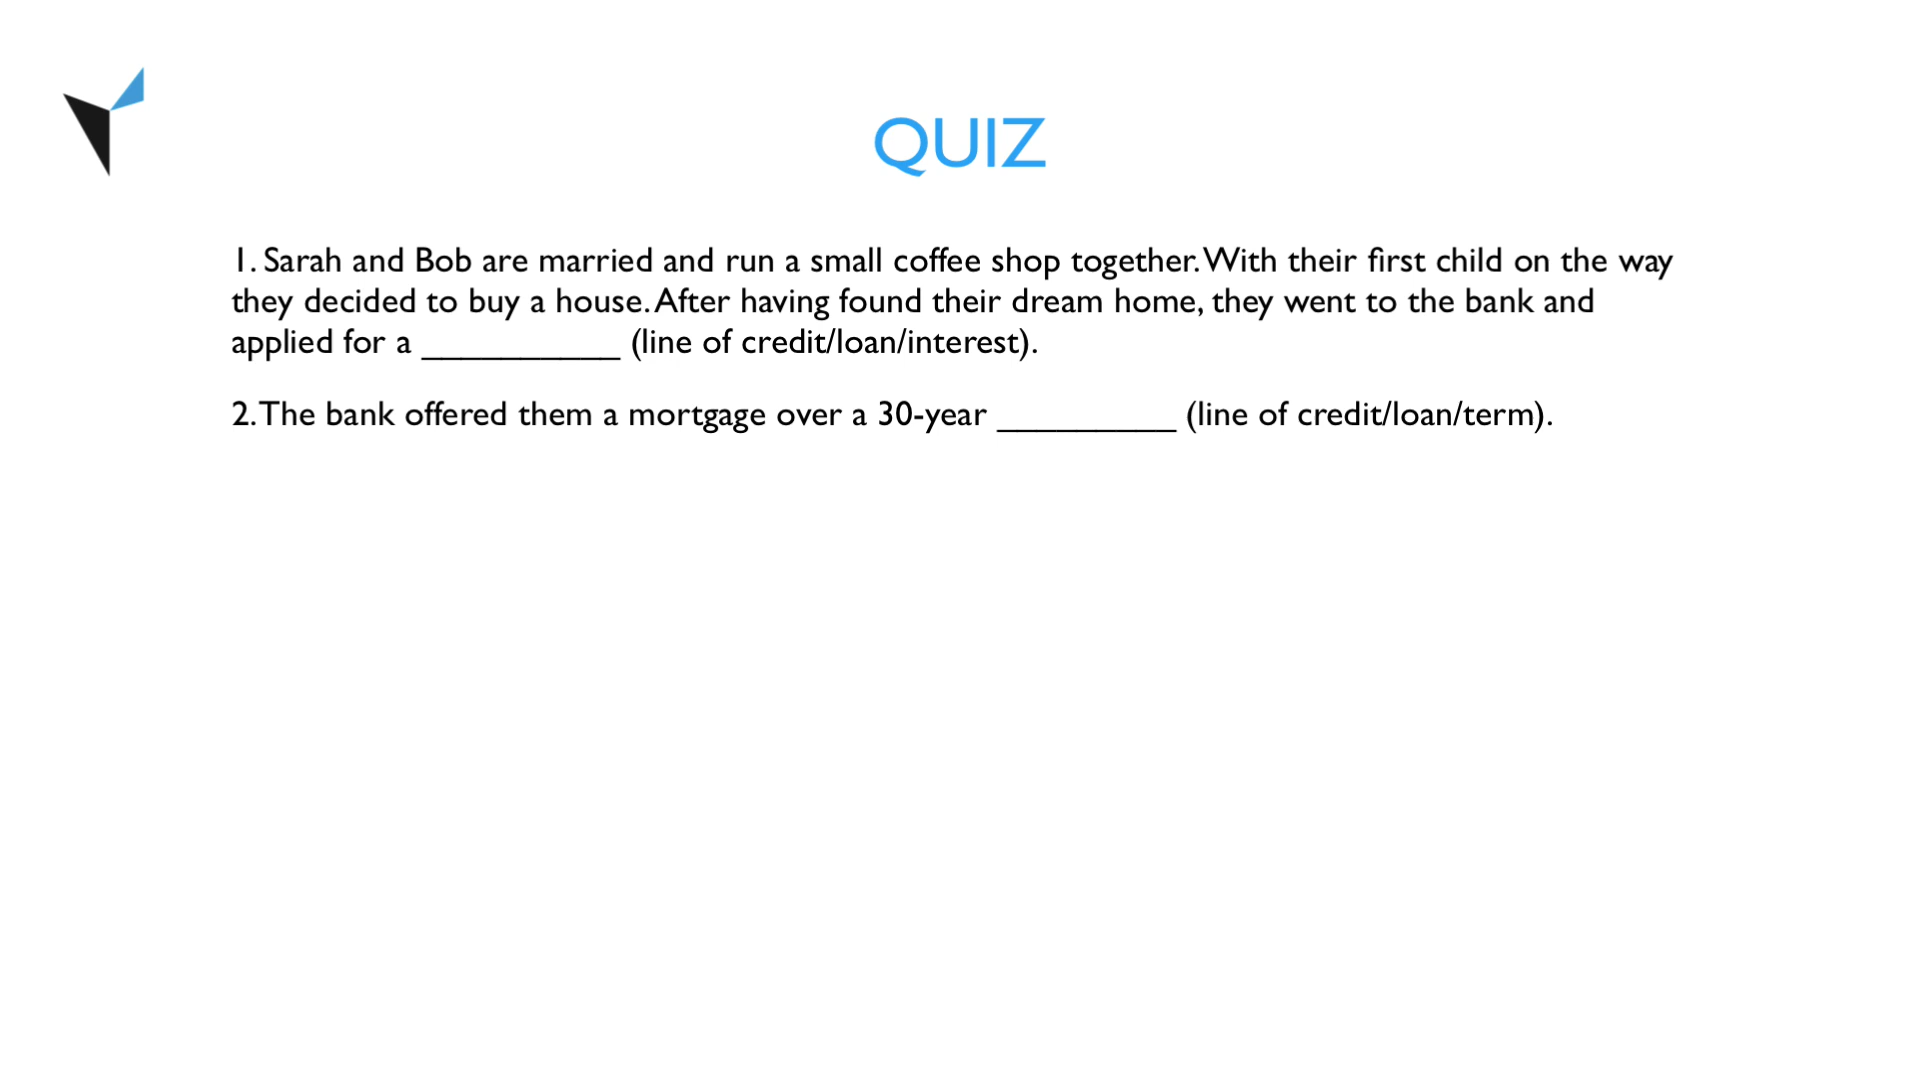 QUIZ
1. Sarah and Bob are married and run a small coffee shop together. With their first child on the way
they decided to buy a house. After having found their dream home, they went to the bank and
applied for a __________ (line of credit/loan/interest).
2. The bank offered them a mortgage over a 30-year _________ (line of credit/loan/term).